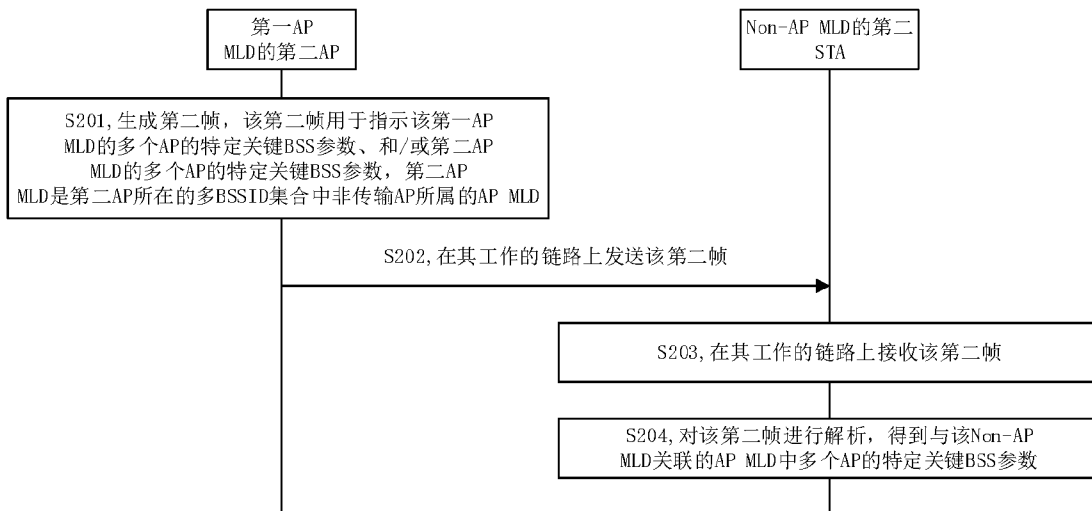 第一AP
MLD的第二AP
Non-AP MLD的第二
STA
S201,生成第二帧，该第二帧用于指示该第一AP
MLD的多个AP的特定关键BSS参数、和/或第二AP
MLD的多个AP的特定关键BSS参数，第二AP
MLD是第二AP所在的多BSSID集合中非传输AP所属的AP MLD
S202,在其工作的链路上发送该第二帧
S203,在其工作的链路上接收该第二帧
S204,对该第二帧进行解析，得到与该Non-AP
MLD关联的AP MLD中多个AP的特定关键BSS参数